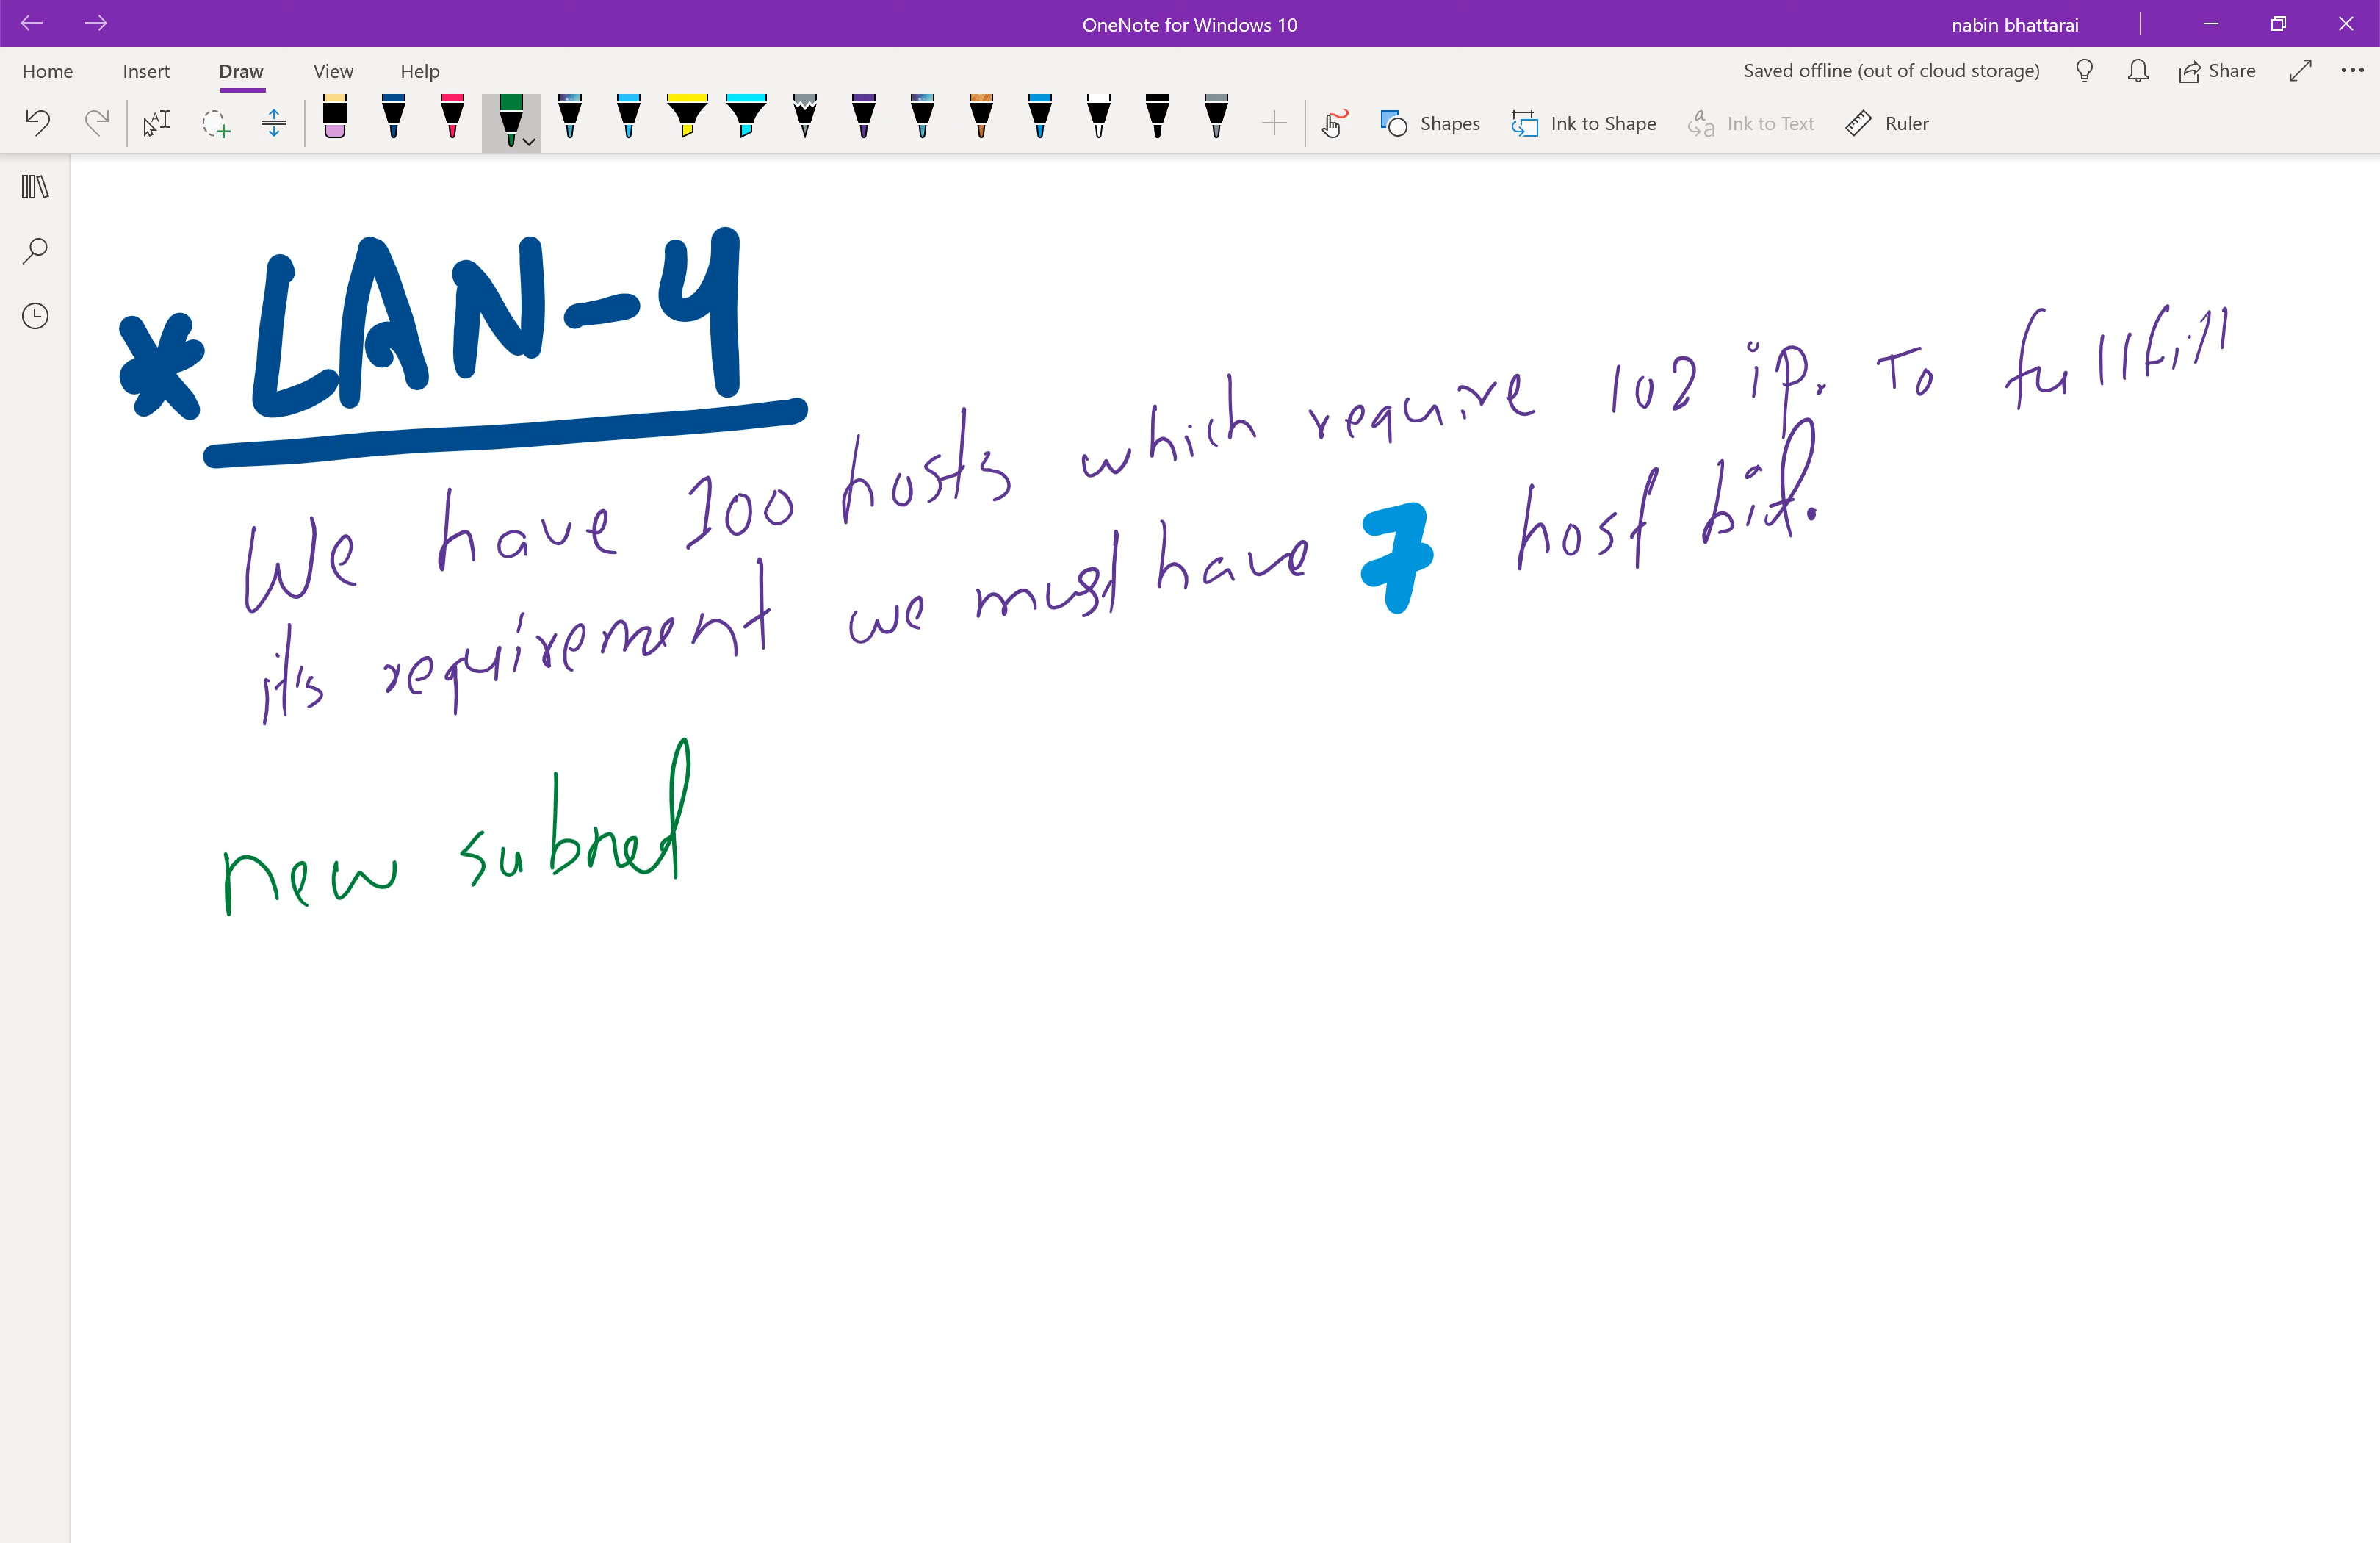 OneNote for Windows 10
nabin bhattarai
Home Insert Draw View Help
Saved offline (out of cloud storage)
Share
Shapes
Ink to Shape
Ink to Text
Ruler
* LAN-4
We have 100 hosts which require 102 ip. To fullfill
it's requirement we must have 7 host bit.
new subnet